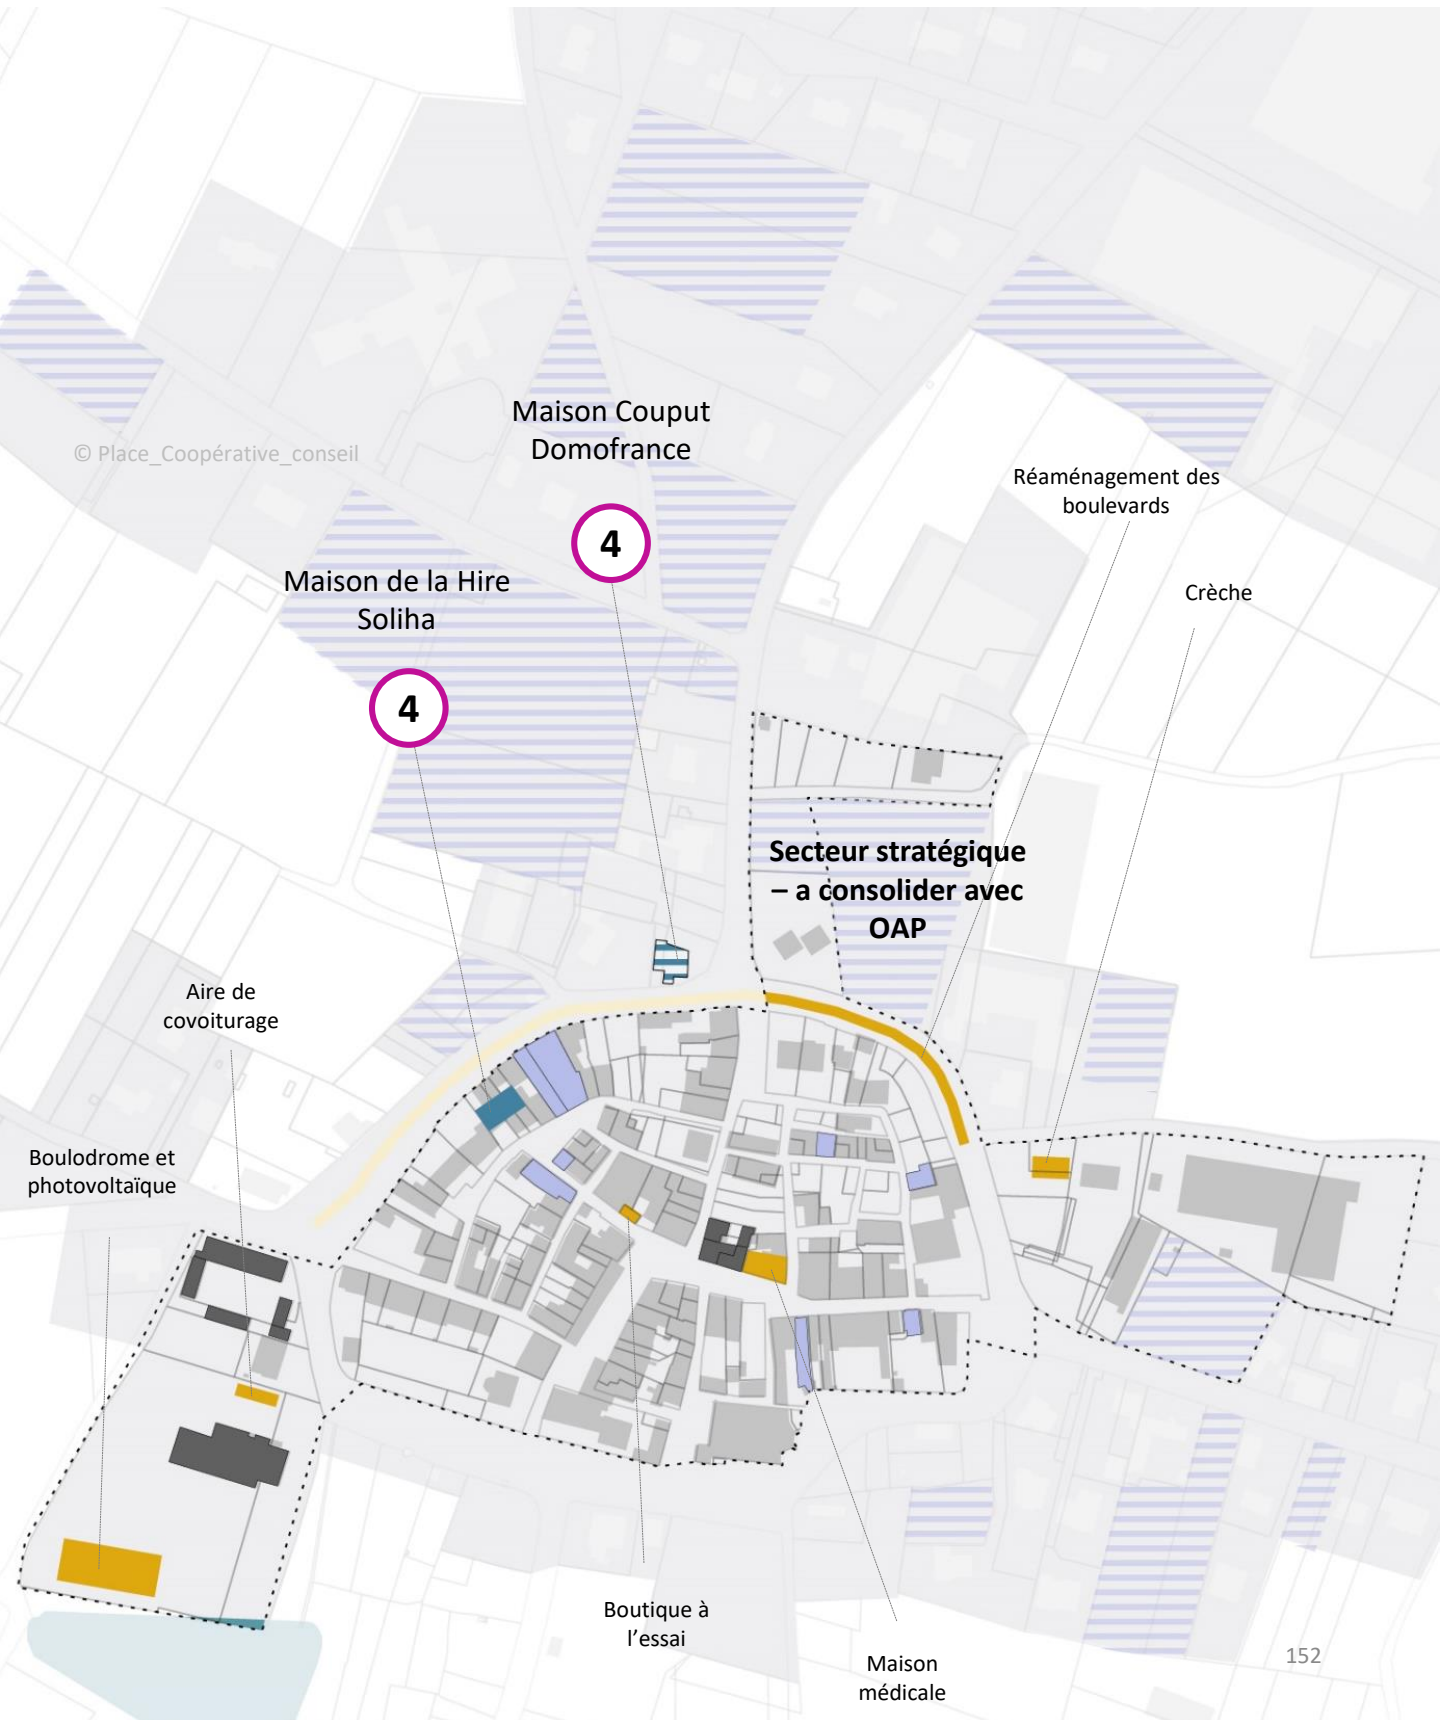 Maison Couput
Domofrance
© Place_Coopérative_conseil
Réaménagement des
boulevards
4
Maison de la Hire
Soliha
Crèche
4
Secteur stratégique
– a consolider avec
OAP
Aire de
covoiturage
Boulodrome et
photovoltaïque
Boutique à
l’essai
Maison
médicale
152